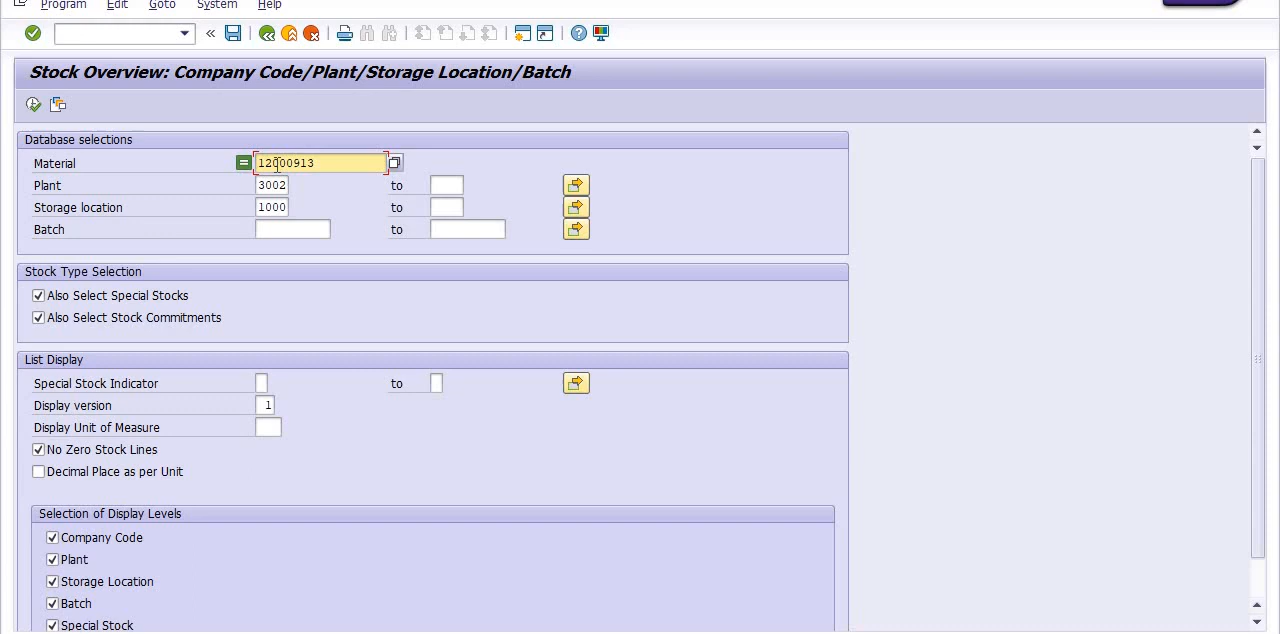 Program Edit Goto System Help
Stock Overview: Company Code/Plant/Storage Location/Batch
Database selections
Material 12000913
Plant 3002 to
Storage location 1000 to
Batch to
Stock Type Selection
Also Select Special Stocks
Also Select Stock Commitments
List Display
Special Stock Indicator to
Display version 1
Display Unit of Measure
No Zero Stock Lines
Decimal Place as per Unit
Selection of Display Levels
Company Code
Plant
Storage Location
Batch
Special Stock